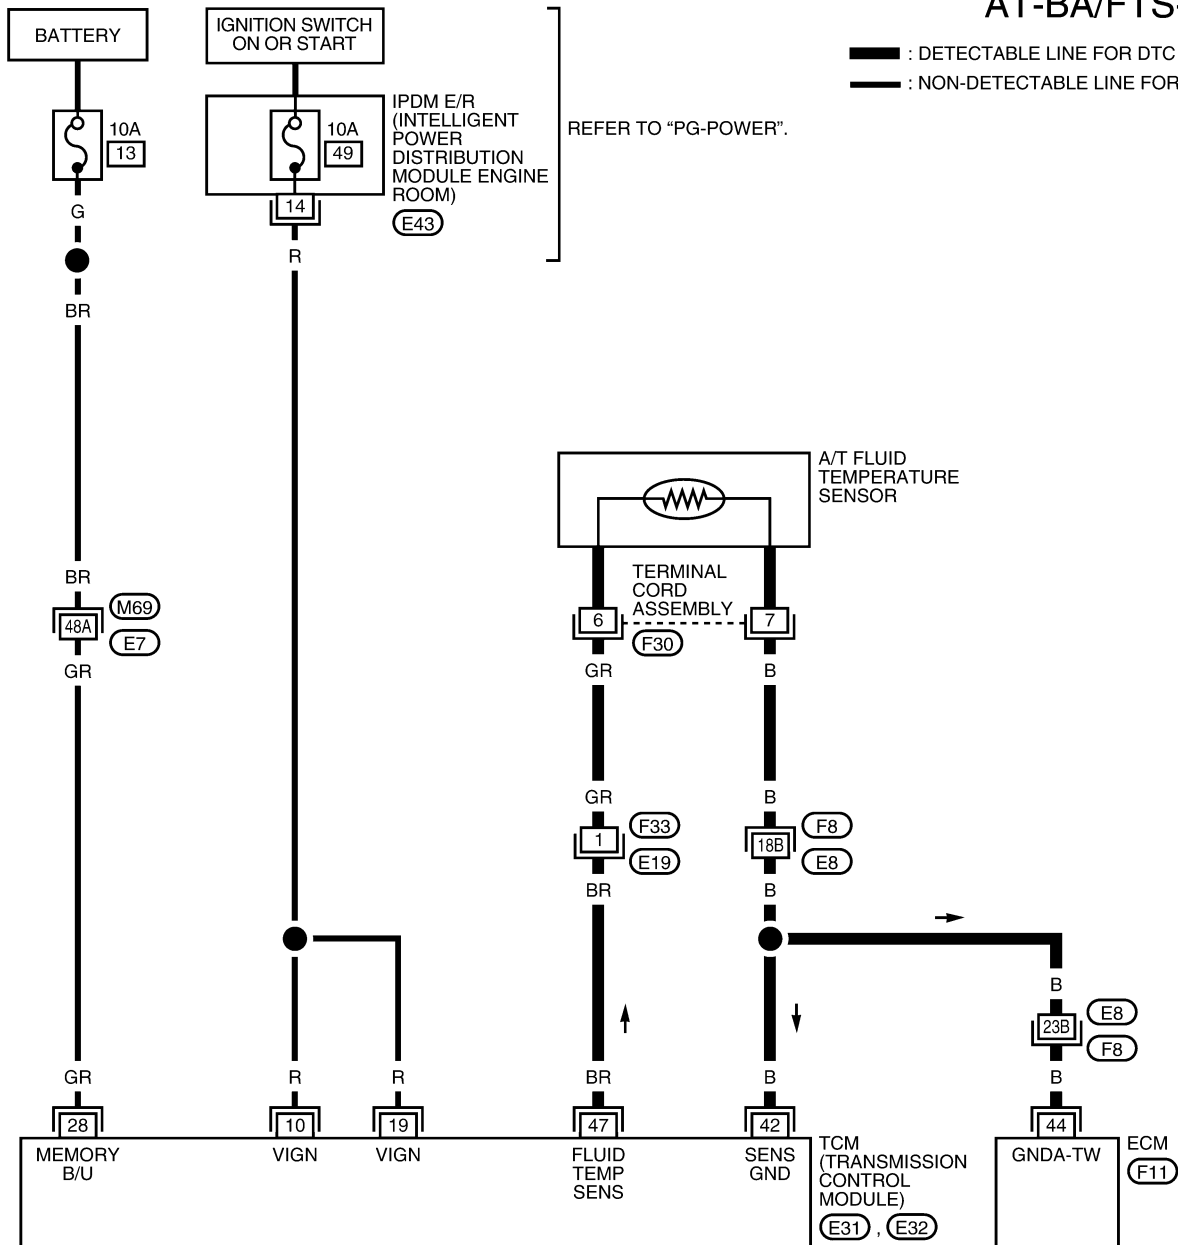 AT-BA/FTS-
: DETECTABLE LINE FOR DTC
: NON-DETECTABLE LINE FOR
BATTERY
IGNITION SWITCH
ON OR START
10A
13
10A
49
IPDM E/R
(INTELLIGENT
POWER
DISTRIBUTION
MODULE ENGINE
ROOM)
E43
REFER TO “PG-POWER”.
14
G
R
BR
A/T FLUID
TEMPERATURE
SENSOR
BR
48A
M69
E7
GR
TERMINAL
CORD
ASSEMBLY
6
7
F30
GR
B
GR
B
1
F33
E19
18B
F8
E8
BR
B
B
23B
E8
F8
GR
R
R
BR
B
B
28
10
19
47
42
44
MEMORY
B/U
VIGN
VIGN
FLUID
TEMP
SENS
SENS
GND
TCM
(TRANSMISSION
CONTROL
MODULE)
E31 , E32
GNDA-TW
ECM
F11